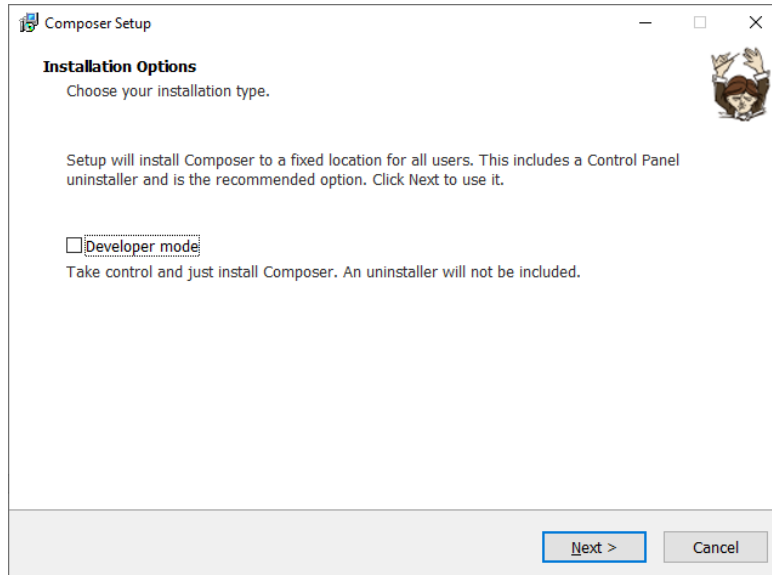 Composer Setup
Installation Options
Choose your installation type.
Setup will install Composer to a fixed location for all users. This includes a Control Panel
uninstaller and is the recommended option. Click Next to use it.
Developer mode
Take control and just install Composer. An uninstaller will not be included.
Next >
Cancel